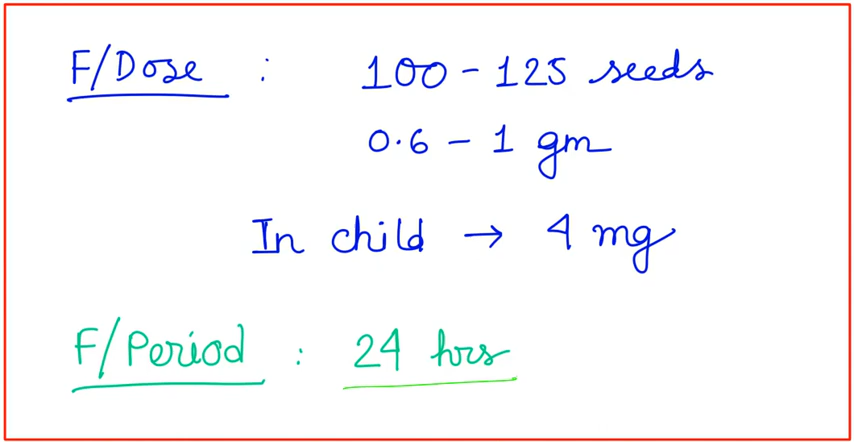 F/Dose : 100 - 125 seeds
0.6 - 1 gm
In child → 4 mg
F/Period : 24 hrs